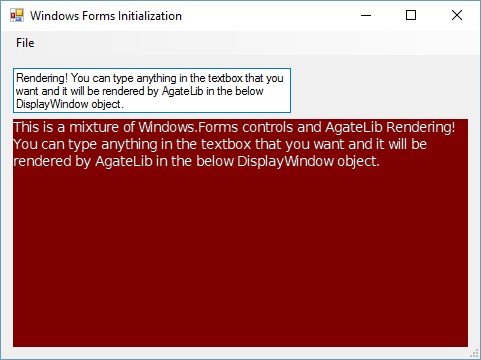 Windows Forms Initialization
File
Rendering! You can type anything in the textbox that you
want and it will be rendered by AgateLib in the below
DisplayWindow object.
This is a mixture of Windows.Forms controls and AgateLib Rendering!
You can type anything in the textbox that you want and it will be
rendered by AgateLib in the below DisplayWindow object.